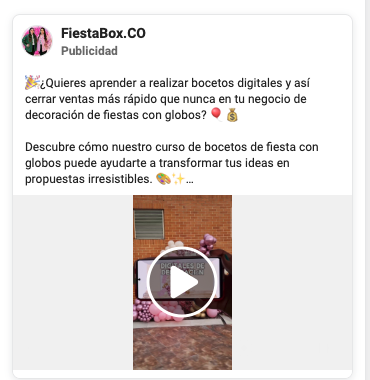 FiestaBox.CO
Publicidad
🎉¿Quieres aprender a realizar bocetos digitales y así
cerrar ventas más rápido que nunca en tu negocio de
decoración de fiestas con globos? 🎈 💰
Descubre cómo nuestro curso de bocetos de fiesta con
globos puede ayudarte a transformar tus ideas en
propuestas irresistibles. 🎨✨...
DIGITALES DE